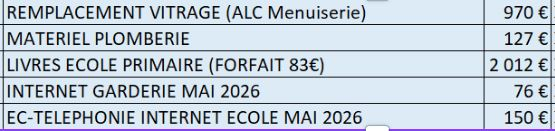 REMPLACEMENT VITRAGE (ALC Menuiserie) 970 €
MATERIEL PLOMBERIE 127 €
LIVRES ECOLE PRIMAIRE (FORFAIT 83€) 2 012 €
INTERNET GARDERIE MAI 2026 76 €
EC-TELEPHONIE INTERNET ECOLE MAI 2026 150 €